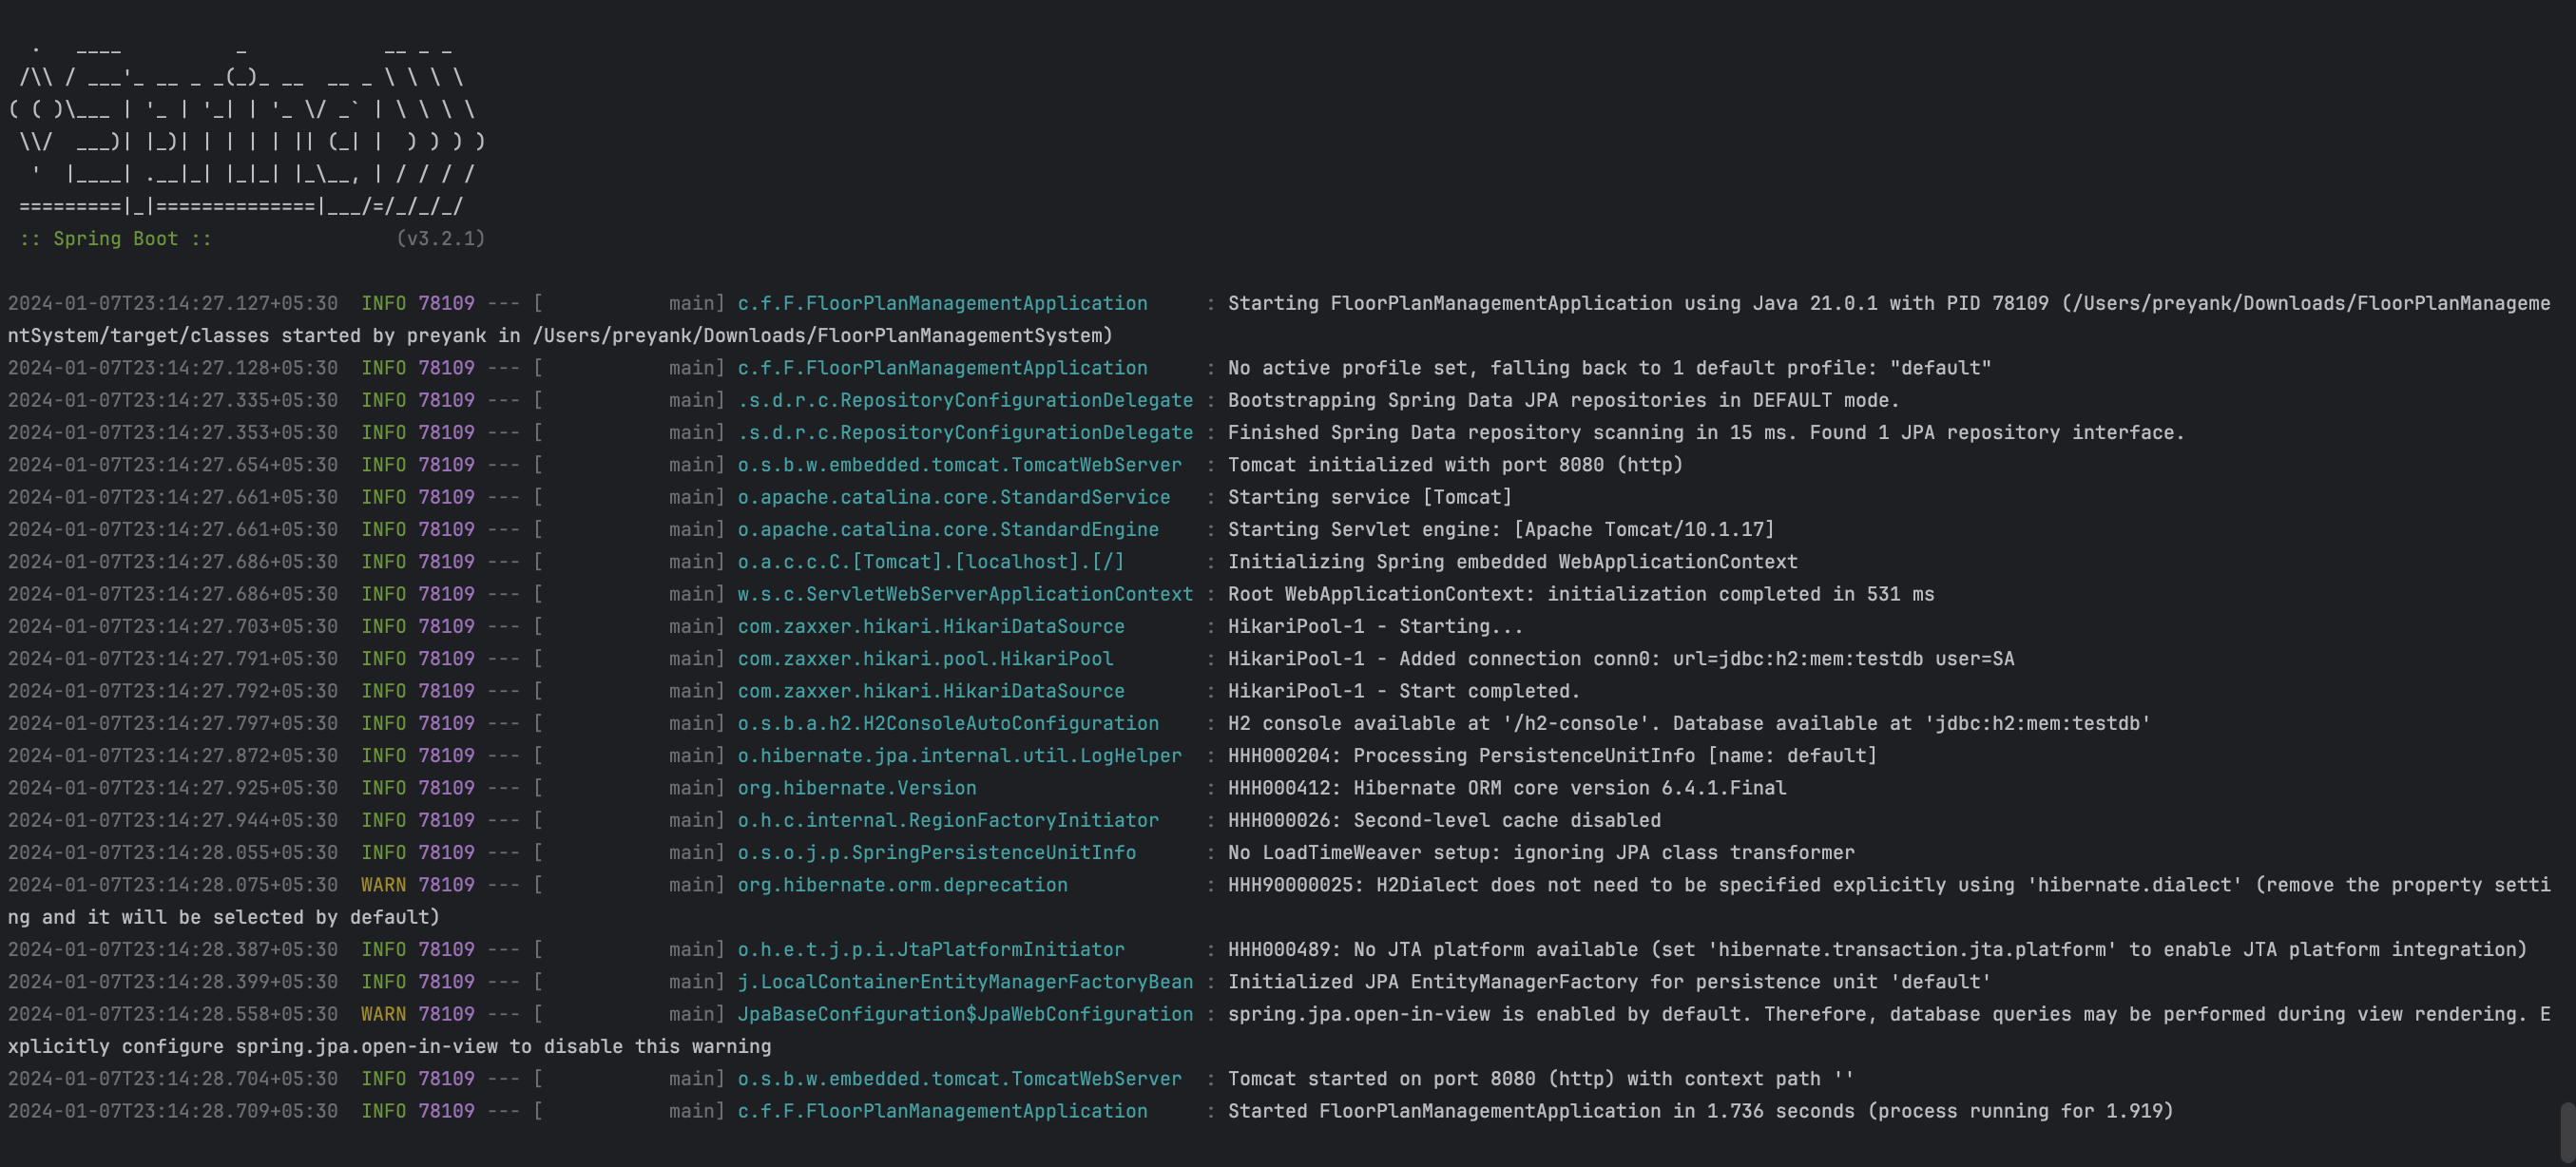 .   ____          _            __ _ _
 /\\ / ___'_ __ _ _(_)_ __  __ _ \ \ \ \
( ( )\___ | '_ | '_| | '_ \/ _` | \ \ \ \
 \\/  ___)| |_)| | | | | || (_| |  ) ) ) )
  '  |____| .__|_| |_|_| |_\__, | / / / /
 =========|_|==============|___/=/_/_/_/
 :: Spring Boot ::                (v3.2.1)
2024-01-07T23:14:27.127+05:30  INFO 78109 --- [           main] c.f.F.FloorPlanManagementApplication     : Starting FloorPlanManagementApplication using Java 21.0.1 with PID 78109 (/Users/preyank/Downloads/FloorPlanManageme
ntSystem/target/classes started by preyank in /Users/preyank/Downloads/FloorPlanManagementSystem)
2024-01-07T23:14:27.128+05:30  INFO 78109 --- [           main] c.f.F.FloorPlanManagementApplication     : No active profile set, falling back to 1 default profile: "default"
2024-01-07T23:14:27.335+05:30  INFO 78109 --- [           main] .s.d.r.c.RepositoryConfigurationDelegate : Bootstrapping Spring Data JPA repositories in DEFAULT mode.
2024-01-07T23:14:27.353+05:30  INFO 78109 --- [           main] .s.d.r.c.RepositoryConfigurationDelegate : Finished Spring Data repository scanning in 15 ms. Found 1 JPA repository interface.
2024-01-07T23:14:27.654+05:30  INFO 78109 --- [           main] o.s.b.w.embedded.tomcat.TomcatWebServer  : Tomcat initialized with port 8080 (http)
2024-01-07T23:14:27.661+05:30  INFO 78109 --- [           main] o.apache.catalina.core.StandardService   : Starting service [Tomcat]
2024-01-07T23:14:27.661+05:30  INFO 78109 --- [           main] o.apache.catalina.core.StandardEngine    : Starting Servlet engine: [Apache Tomcat/10.1.17]
2024-01-07T23:14:27.686+05:30  INFO 78109 --- [           main] o.a.c.c.C.[Tomcat].[localhost].[/]       : Initializing Spring embedded WebApplicationContext
2024-01-07T23:14:27.686+05:30  INFO 78109 --- [           main] w.s.c.ServletWebServerApplicationContext : Root WebApplicationContext: initialization completed in 531 ms
2024-01-07T23:14:27.703+05:30  INFO 78109 --- [           main] com.zaxxer.hikari.HikariDataSource       : HikariPool-1 - Starting...
2024-01-07T23:14:27.791+05:30  INFO 78109 --- [           main] com.zaxxer.hikari.pool.HikariPool        : HikariPool-1 - Added connection conn0: url=jdbc:h2:mem:testdb user=SA
2024-01-07T23:14:27.792+05:30  INFO 78109 --- [           main] com.zaxxer.hikari.HikariDataSource       : HikariPool-1 - Start completed.
2024-01-07T23:14:27.797+05:30  INFO 78109 --- [           main] o.s.b.a.h2.H2ConsoleAutoConfiguration    : H2 console available at '/h2-console'. Database available at 'jdbc:h2:mem:testdb'
2024-01-07T23:14:27.872+05:30  INFO 78109 --- [           main] o.hibernate.jpa.internal.util.LogHelper  : HHH000204: Processing PersistenceUnitInfo [name: default]
2024-01-07T23:14:27.925+05:30  INFO 78109 --- [           main] org.hibernate.Version                    : HHH000412: Hibernate ORM core version 6.4.1.Final
2024-01-07T23:14:27.944+05:30  INFO 78109 --- [           main] o.h.c.internal.RegionFactoryInitiator    : HHH000026: Second-level cache disabled
2024-01-07T23:14:28.055+05:30  INFO 78109 --- [           main] o.s.o.j.p.SpringPersistenceUnitInfo      : No LoadTimeWeaver setup: ignoring JPA class transformer
2024-01-07T23:14:28.075+05:30  WARN 78109 --- [           main] org.hibernate.orm.deprecation            : HHH90000025: H2Dialect does not need to be specified explicitly using 'hibernate.dialect' (remove the property setti
ng and it will be selected by default)
2024-01-07T23:14:28.387+05:30  INFO 78109 --- [           main] o.h.e.t.j.p.i.JtaPlatformInitiator       : HHH000489: No JTA platform available (set 'hibernate.transaction.jta.platform' to enable JTA platform integration)
2024-01-07T23:14:28.399+05:30  INFO 78109 --- [           main] j.LocalContainerEntityManagerFactoryBean : Initialized JPA EntityManagerFactory for persistence unit 'default'
2024-01-07T23:14:28.558+05:30  WARN 78109 --- [           main] JpaBaseConfiguration$JpaWebConfiguration : spring.jpa.open-in-view is enabled by default. Therefore, database queries may be performed during view rendering. E
xplicitly configure spring.jpa.open-in-view to disable this warning
2024-01-07T23:14:28.704+05:30  INFO 78109 --- [           main] o.s.b.w.embedded.tomcat.TomcatWebServer  : Tomcat started on port 8080 (http) with context path ''
2024-01-07T23:14:28.709+05:30  INFO 78109 --- [           main] c.f.F.FloorPlanManagementApplication     : Started FloorPlanManagementApplication in 1.736 seconds (process running for 1.919)